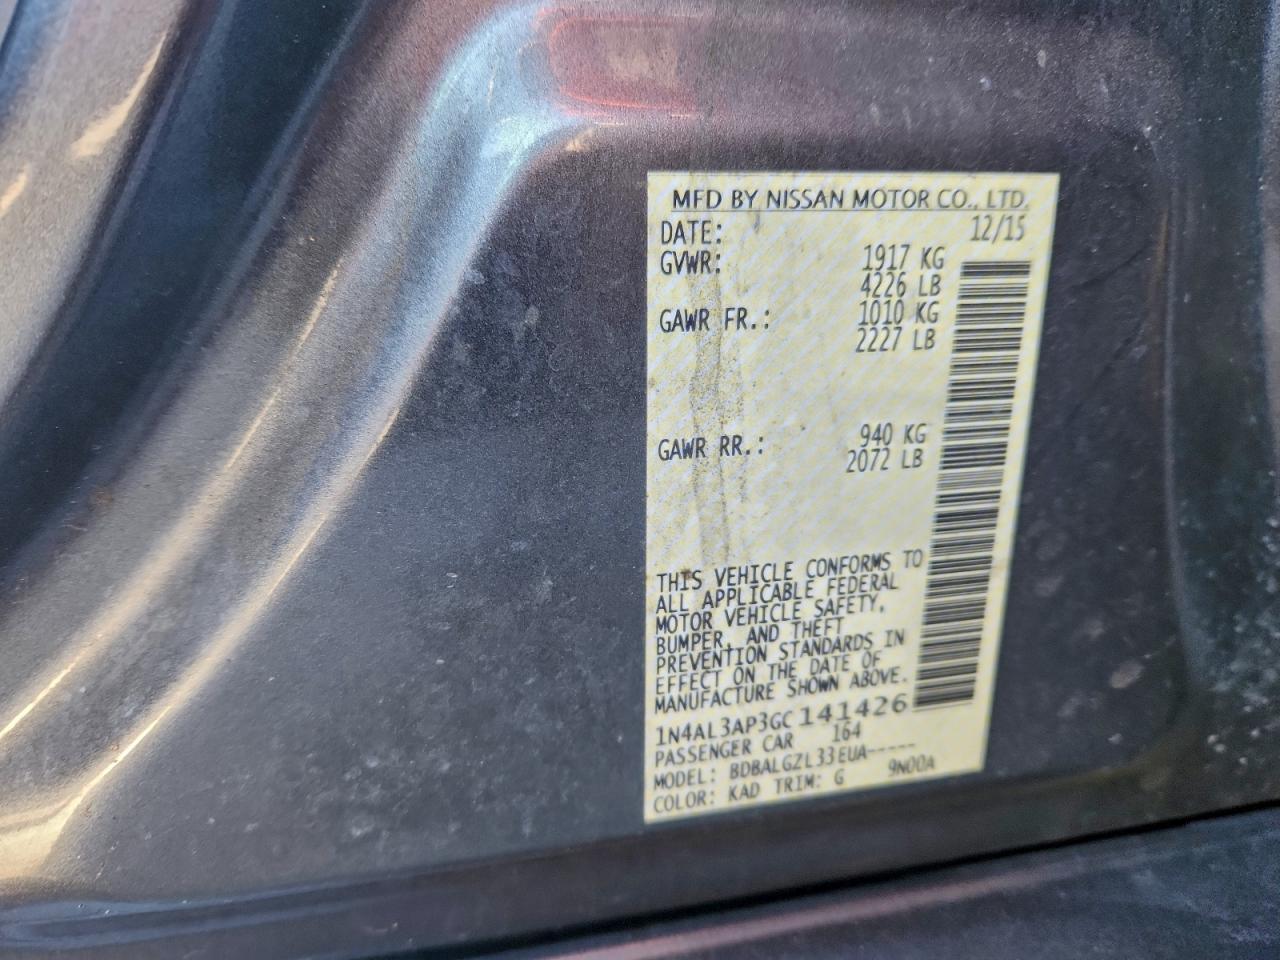 MFD BY NISSAN MOTOR CO., LTD.
DATE: 12/15
GVWR: 1917 KG
4226 LB
GAWR FR.: 1010 KG
2227 LB
GAWR RR.: 940 KG
2072 LB
THIS VEHICLE CONFORMS TO
ALL APPLICABLE FEDERAL
MOTOR VEHICLE SAFETY,
BUMPER, AND THEFT
PREVENTION STANDARDS IN
EFFECT ON THE DATE OF
MANUFACTURE SHOWN ABOVE.
1N4AL3AP3GC141426
PASSENGER CAR 164
MODEL: BDBALGZL33EUA-----
COLOR: KAD TRIM: G 9N00A